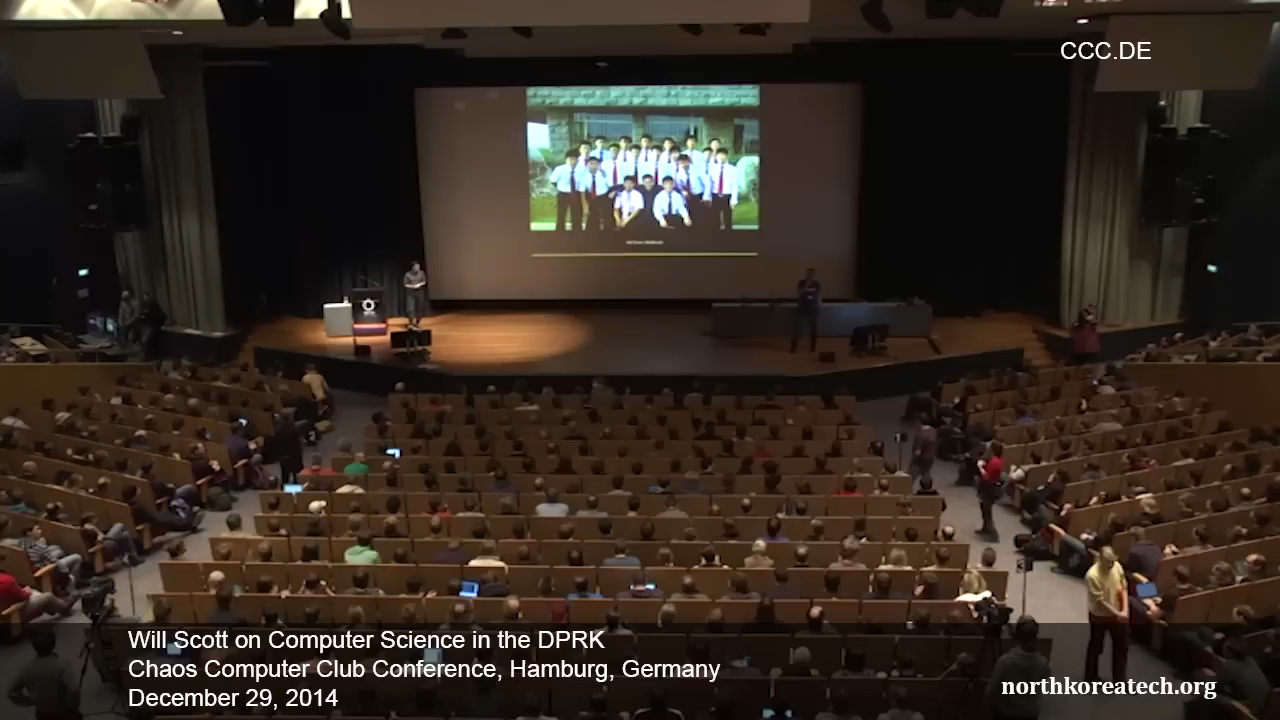 CCC.DE
Will Scott on Computer Science in the DPRK
Chaos Computer Club Conference, Hamburg, Germany
December 29, 2014
northkoreatech.org